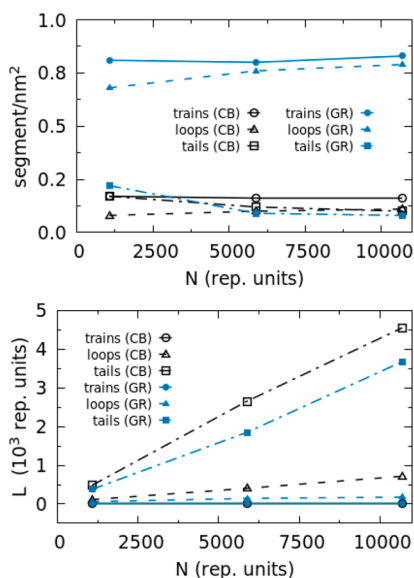 segment/nm²
1.0
0.8
0.5
0.2
0.0
trains (CB) trains (GR)
loops (CB) loops (GR)
tails (CB) tails (GR)
0 2500 5000 7500 10000
N (rep. units)
L (10³ rep. units)
5
4
3
2
1
0
trains (CB)
loops (CB)
tails (CB)
trains (GR)
loops (GR)
tails (GR)
0 2500 5000 7500 10000
N (rep. units)